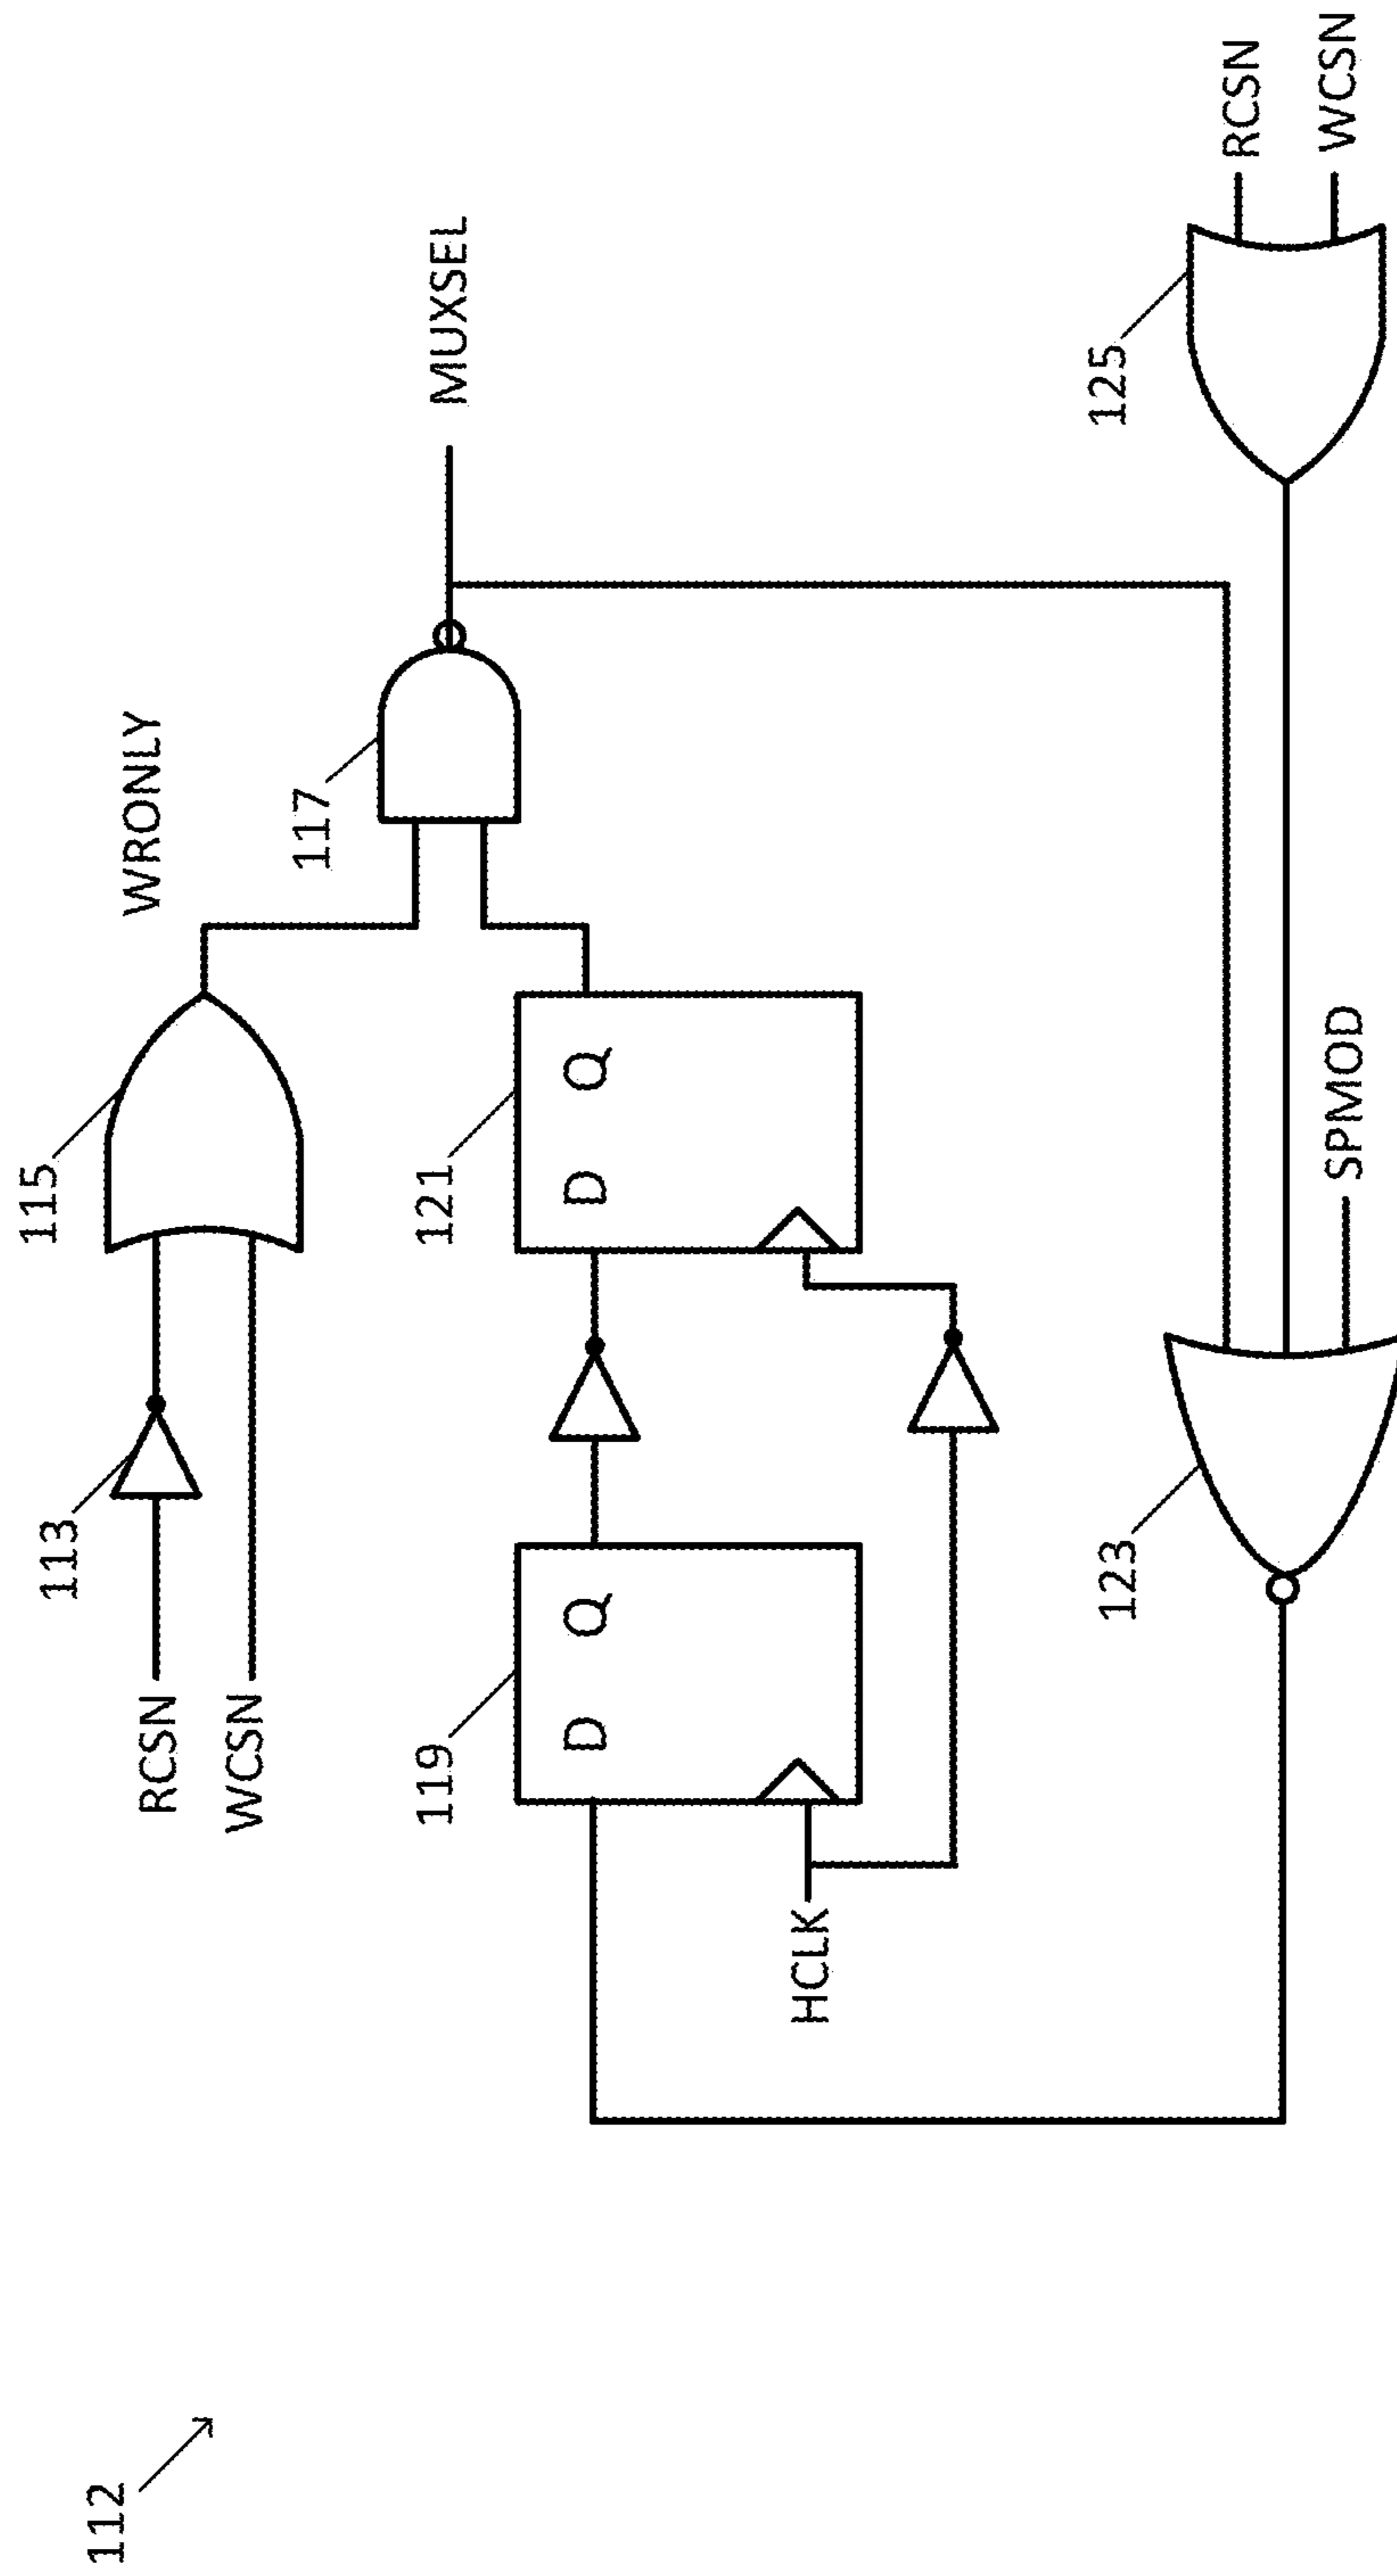 112
113
115
WRONLY
RCSN
WCSN
117
MUXSEL
119
D Q
121
D Q
HCLK
123
SPMOD
125
RCSN
WCSN